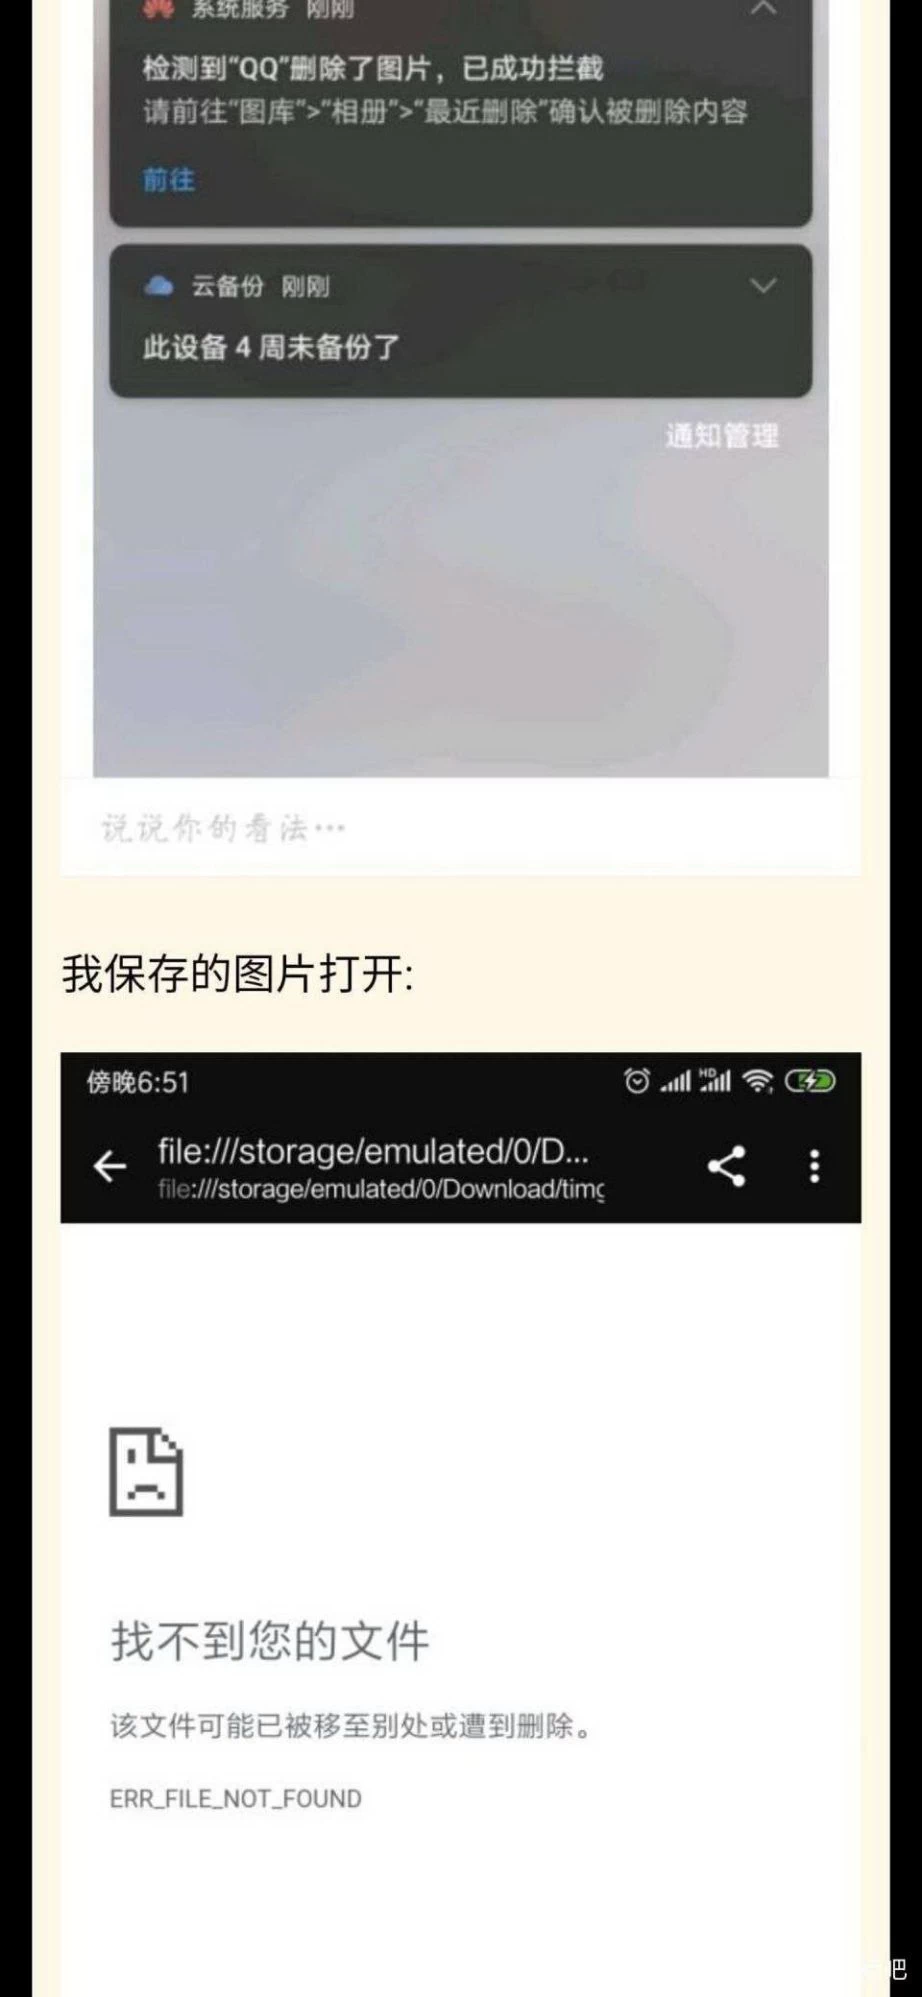 系统服务 刚刚
检测到“QQ”删除了图片，已成功拦截
请前往“图库”>“相册”>“最近删除”确认被删除内容
前往
云备份 刚刚
此设备 4 周未备份了
通知管理
说说你的看法…
我保存的图片打开:
傍晚6:51
HD
file:///storage/emulated/0/D...
file:///storage/emulated/0/Download/timg
找不到您的文件
该文件可能已被移至别处或遭到删除。
ERR_FILE_NOT_FOUND
吧